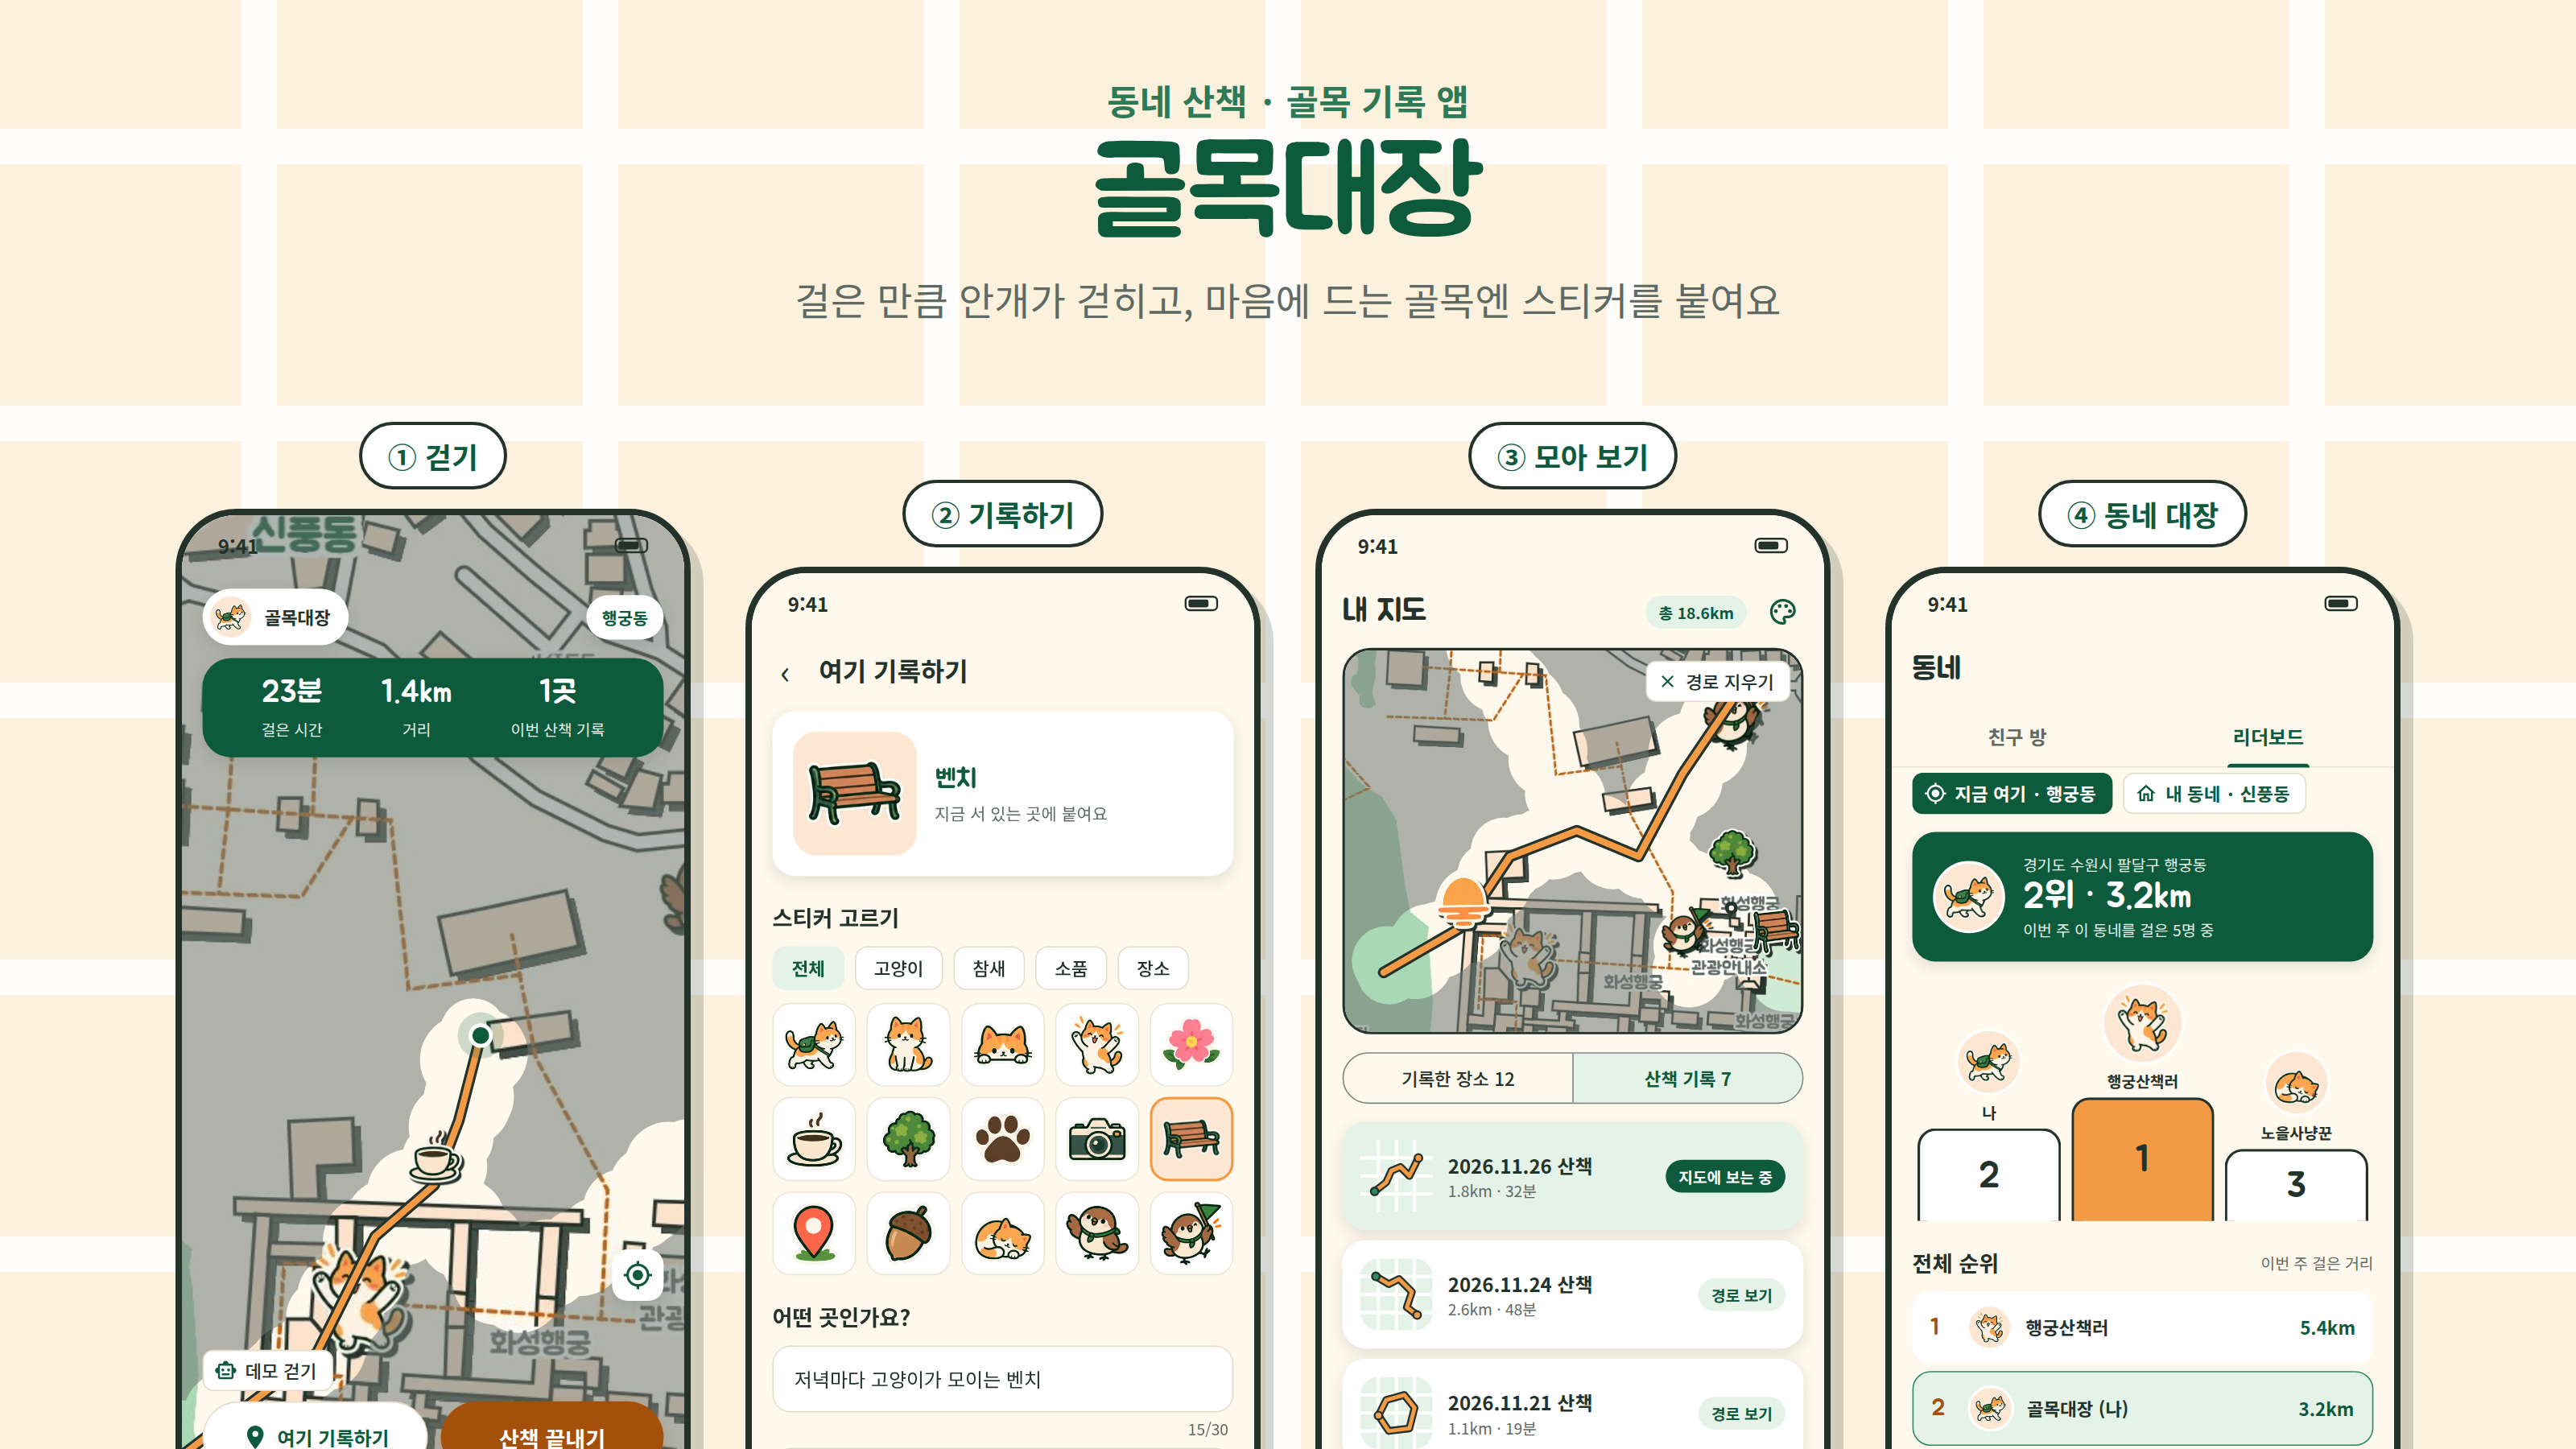 동네 산책 · 골목 기록 앱
골목대장
걸은 만큼 안개가 걷히고, 마음에 드는 골목엔 스티커를 붙여요
① 걷기
신풍동
9:41
골목대장
행궁동
23분
1.4km
1곳
걸은 시간
거리
이번 산책 기록
화성행궁
관광
데모 걷기
여기 기록하기
산책 끝내기
② 기록하기
9:41
여기 기록하기
벤치
지금 서 있는 곳에 붙여요
스티커 고르기
전체
고양이
참새
소품
장소
어떤 곳인가요?
저녁마다 고양이가 모이는 벤치
15/30
③ 모아 보기
9:41
내 지도
총 18.6km
경로 지우기
화성행궁
화성행궁
관광안내소
화성행궁
화성행궁
기록한 장소 12
산책 기록 7
2026.11.26 산책
1.8km · 32분
지도에 보는 중
2026.11.24 산책
2.6km · 48분
경로 보기
2026.11.21 산책
1.1km · 19분
경로 보기
④ 동네 대장
9:41
동네
친구 방
리더보드
지금 여기 · 행궁동
내 동네 · 신풍동
경기도 수원시 팔달구 행궁동
2위 · 3.2km
이번 주 이 동네를 걸은 5명 중
행궁산책러
나
노을사냥꾼
2
1
3
전체 순위
이번 주 걸은 거리
1
행궁산책러
5.4km
2
골목대장 (나)
3.2km